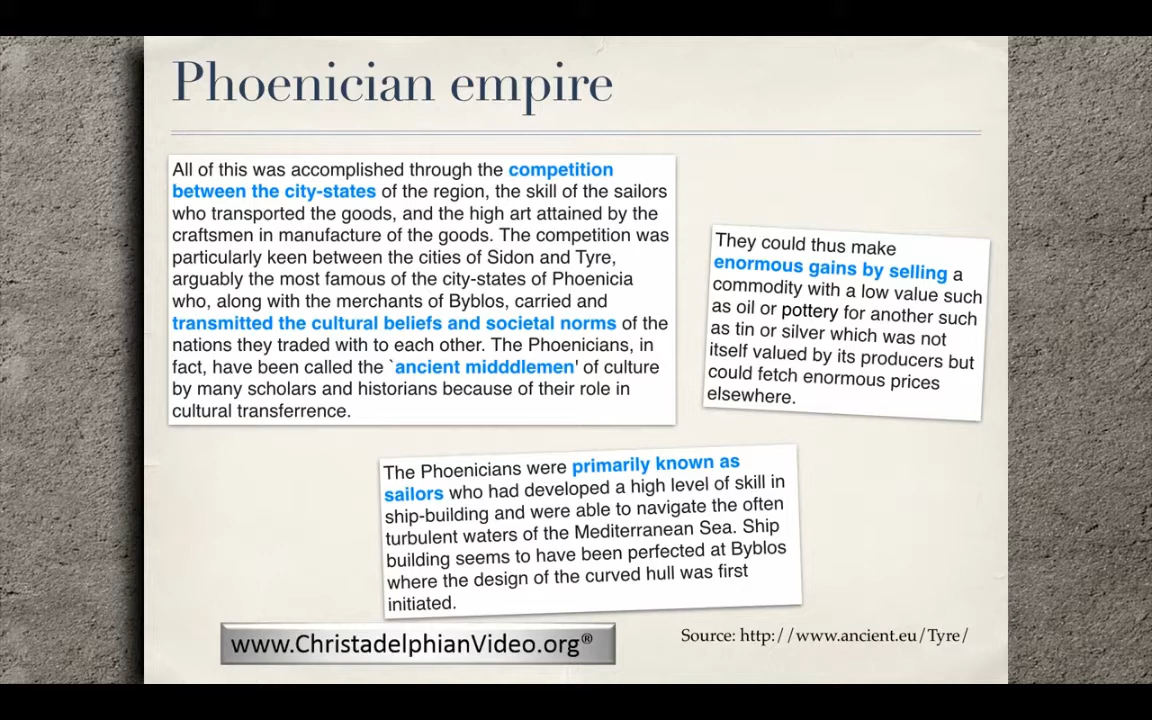 Phoenician empire
All of this was accomplished through the competition
between the city-states of the region, the skill of the sailors
who transported the goods, and the high art attained by the
craftsmen in manufacture of the goods. The competition was
particularly keen between the cities of Sidon and Tyre,
arguably the most famous of the city-states of Phoenicia
who, along with the merchants of Byblos, carried and
transmitted the cultural beliefs and societal norms of the
nations they traded with to each other. The Phoenicians, in
fact, have been called the `ancient midddlemen' of culture
by many scholars and historians because of their role in
cultural transferrence.
They could thus make
enormous gains by selling a
commodity with a low value such
as oil or pottery for another such
as tin or silver which was not
itself valued by its producers but
could fetch enormous prices
elsewhere.
The Phoenicians were primarily known as
sailors who had developed a high level of skill in
ship-building and were able to navigate the often
turbulent waters of the Mediterranean Sea. Ship
building seems to have been perfected at Byblos
where the design of the curved hull was first
initiated.
www.ChristadelphianVideo.org®
Source: http://www.ancient.eu/Tyre/